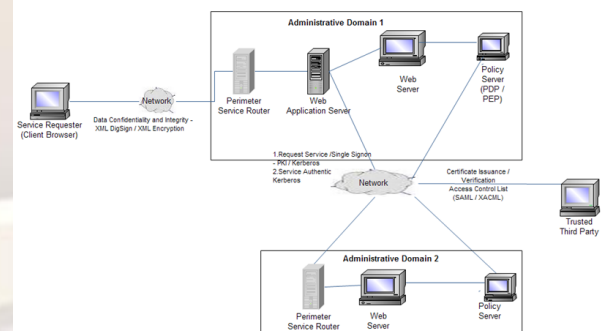 Administrative Domain 1
Network
Service Requester
(Client Browser)
Data Confidentiality and Integrity -
XML DigSign / XML Encryption
Perimeter
Service Router
Web
Application Server
Web
Server
Policy
Server
(PDP /
PEP)
1.Request Service /Single Signon
- PKI / Kerberos
2.Service Authentic
Kerberos
Network
Certificate Issuance /
Verification
Access Control List
(SAML / XACML)
Trusted
Third Party
Administrative Domain 2
Perimeter
Service Router
Web
Server
Policy
Server